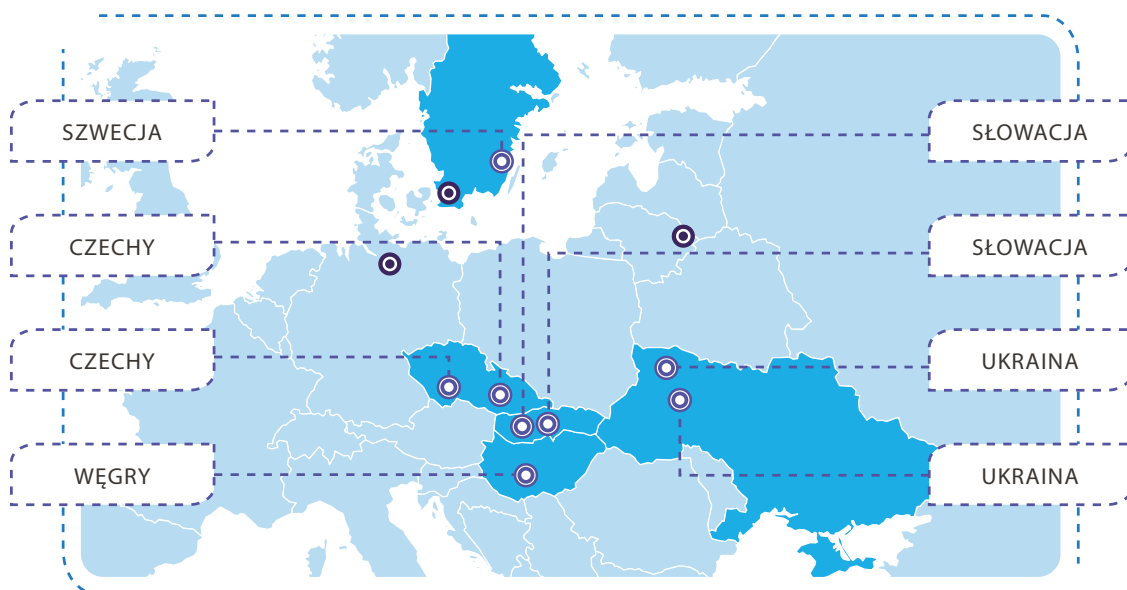 SZWECJA
CZECHY
CZECHY
WĘGRY
SŁOWACJA
SŁOWACJA
UKRAINA
UKRAINA